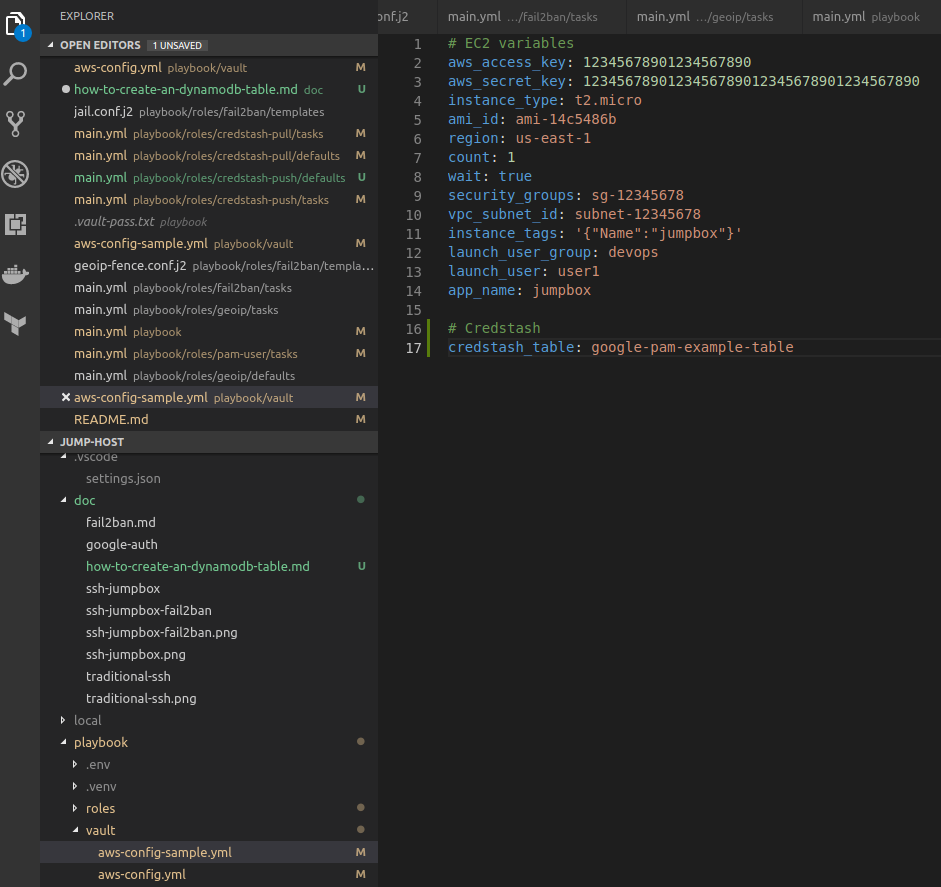 1
EXPLORER
OPEN EDITORS 1 UNSAVED
aws-config.yml playbook/vault M
how-to-create-an-dynamodb-table.md doc U
jail.conf.j2 playbook/roles/fail2ban/templates
main.yml playbook/roles/credstash-pull/tasks M
main.yml playbook/roles/credstash-pull/defaults M
main.yml playbook/roles/credstash-push/defaults U
main.yml playbook/roles/credstash-push/tasks M
.vault-pass.txt playbook
aws-config-sample.yml playbook/vault M
geoip-fence.conf.j2 playbook/roles/fail2ban/templa...
main.yml playbook/roles/fail2ban/tasks
main.yml playbook/roles/geoip/tasks
main.yml playbook M
main.yml playbook/roles/pam-user/tasks M
main.yml playbook/roles/geoip/defaults
aws-config-sample.yml playbook/vault M
README.md M
JUMP-HOST
.vscode
settings.json
doc
fail2ban.md
google-auth
how-to-create-an-dynamodb-table.md U
ssh-jumpbox
ssh-jumpbox-fail2ban
ssh-jumpbox-fail2ban.png
ssh-jumpbox.png
traditional-ssh
traditional-ssh.png
local
playbook
.env
.venv
roles
vault
aws-config-sample.yml M
aws-config.yml M
onf.j2 main.yml .../fail2ban/tasks main.yml .../geoip/tasks main.yml playbook
1 # EC2 variables
2 aws_access_key: 12345678901234567890
3 aws_secret_key: 1234567890123456789012345678901234567890
4 instance_type: t2.micro
5 ami_id: ami-14c5486b
6 region: us-east-1
7 count: 1
8 wait: true
9 security_groups: sg-12345678
10 vpc_subnet_id: subnet-12345678
11 instance_tags: '{"Name":"jumpbox"}'
12 launch_user_group: devops
13 launch_user: user1
14 app_name: jumpbox
15
16 # Credstash
17 credstash_table: google-pam-example-table